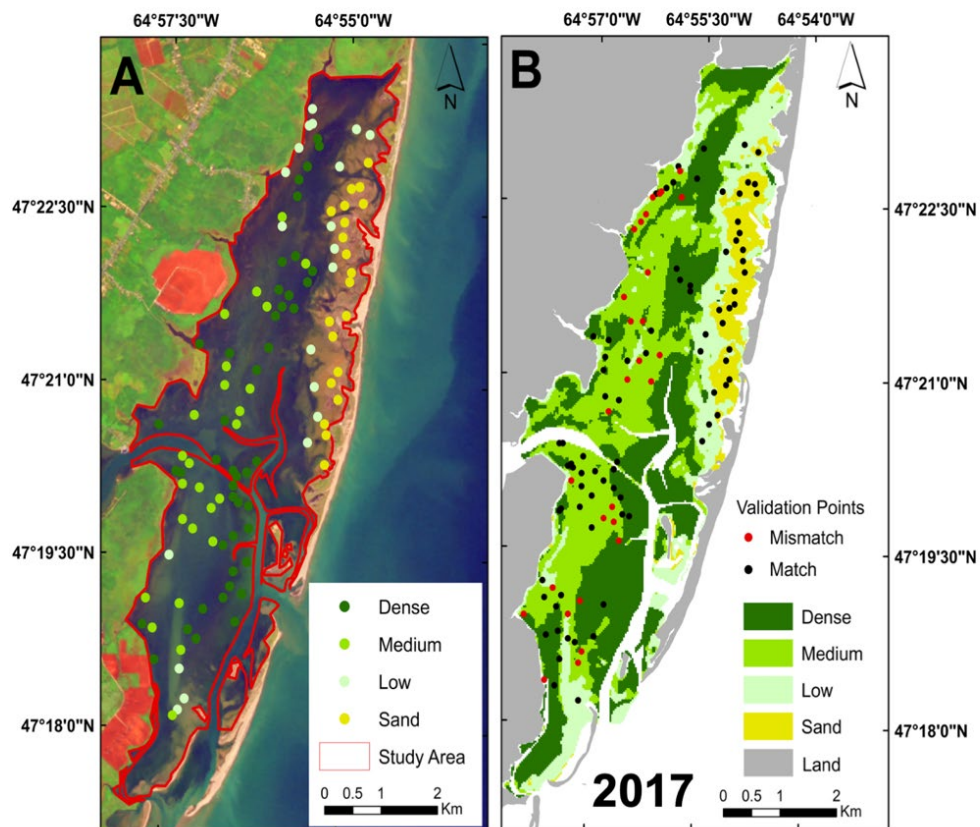 64°57'30"W 64°55'0"W
A
N
47°22'30"N
47°21'0"N
47°19'30"N
47°18'0"N
Dense
Medium
Low
Sand
Study Area
0 0.5 1 2
Km
64°57'0"W 64°55'30"W 64°54'0"W
B
N
47°22'30"N
47°21'0"N
47°19'30"N
47°18'0"N
Validation Points
Mismatch
Match
Dense
Medium
Low
Sand
Land
2017
0 0.5 1 2
Km